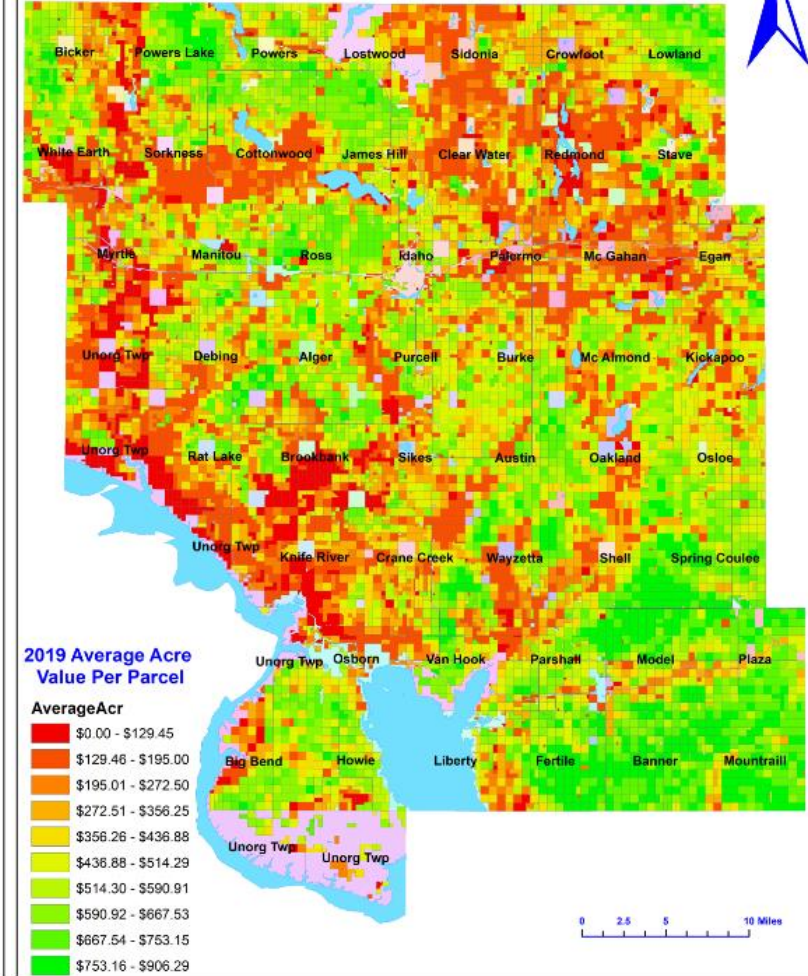 Bicker Powers Lake Powers Lostwood Sidonia Crowfoot Lowland
White Earth Sorkness Cottonwood James Hill Clear Water Redmond Stave
Myrtle Manitou Ross Idaho Palermo Mc Gahan Egan
Unorg Twp Debing Alger Purcell Burke Mc Almond Kickapoo
Unorg Twp Rat Lake Brookbank Sikes Austin Oakland Osloe
Unorg Twp Knife River Crane Creek Wayzetta Shell Spring Coulee
Unorg Twp Osborn Van Hook Parshall Model Plaza
Big Bend Howie Liberty Fertile Banner Mountraill
Unorg Twp Unorg Twp
2019 Average Acre
Value Per Parcel
AverageAcr
$0.00 - $129.45
$129.46 - $195.00
$195.01 - $272.50
$272.51 - $356.25
$356.26 - $436.88
$436.88 - $514.29
$514.30 - $590.91
$590.92 - $667.53
$667.54 - $753.15
$753.16 - $906.29
0 2.5 5 10 Miles